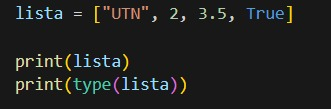 lista = ["UTN", 2, 3.5, True]
print(lista)
print(type(lista))